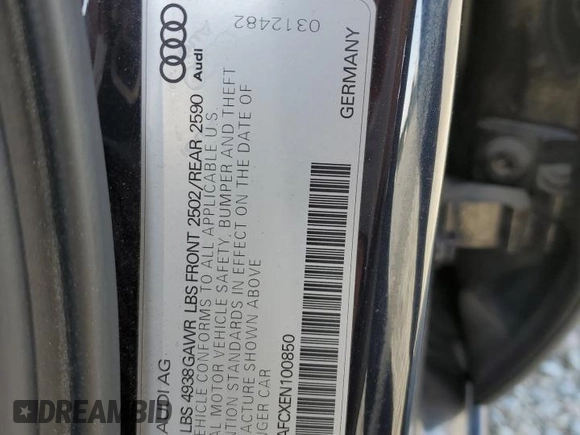 0312482
Audi
GERMANY
AUDI AG
LBS 4938 GAWR LBS FRONT 2502/REAR 2590
VEHICLE CONFORMS TO ALL APPLICABLE U.S.
MOTOR VEHICLE SAFETY, BUMPER AND THEFT
STANDARDS IN EFFECT ON THE DATE OF
SHOWN ABOVE
CAR
AFCXEN100850
DREAMBID